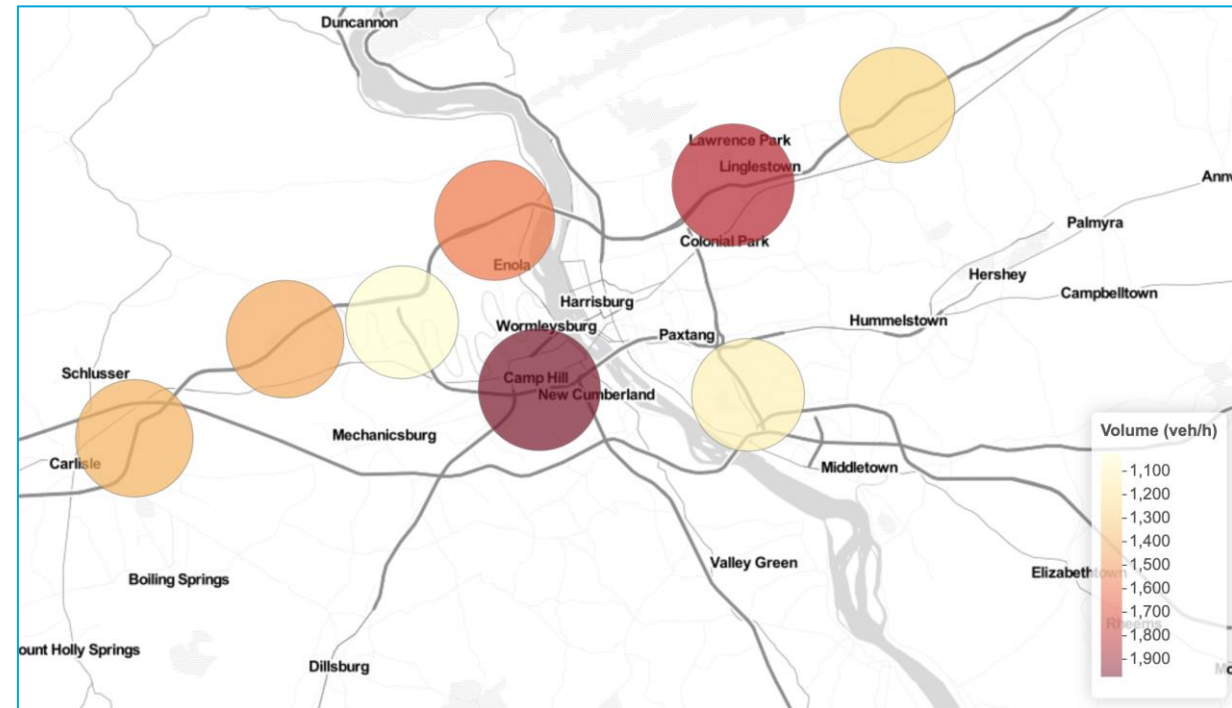 Duncannon
Lawrence Park
Linglestown
Annv
Palmyra
Colonial Park
Enola
Hershey
Campbelltown
Harrisburg
Hummelstown
Wormleysburg
Paxtang
Schlusser
Camp Hill
New Cumberland
Mechanicsburg
Carlisle
Middletown
Volume (veh/h)
1,100
1,200
1,300
1,400
1,500
1,600
1,700
1,800
1,900
Valley Green
Elizabethtown
Boiling Springs
Rheems
ount Holly Springs
Dillsburg
Mo